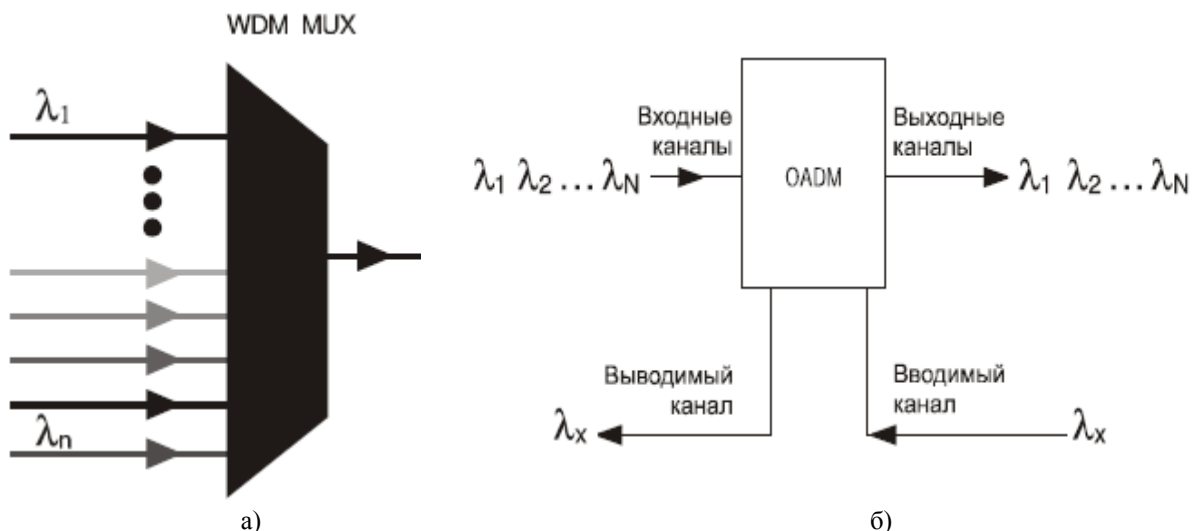 WDM MUX
λ1
λn
а)
Входные
каналы
λ1 λ2 ... λN
OADM
Выходные
каналы
λ1 λ2 ... λN
Выводимый
канал
λx
Вводимый
канал
λx
б)